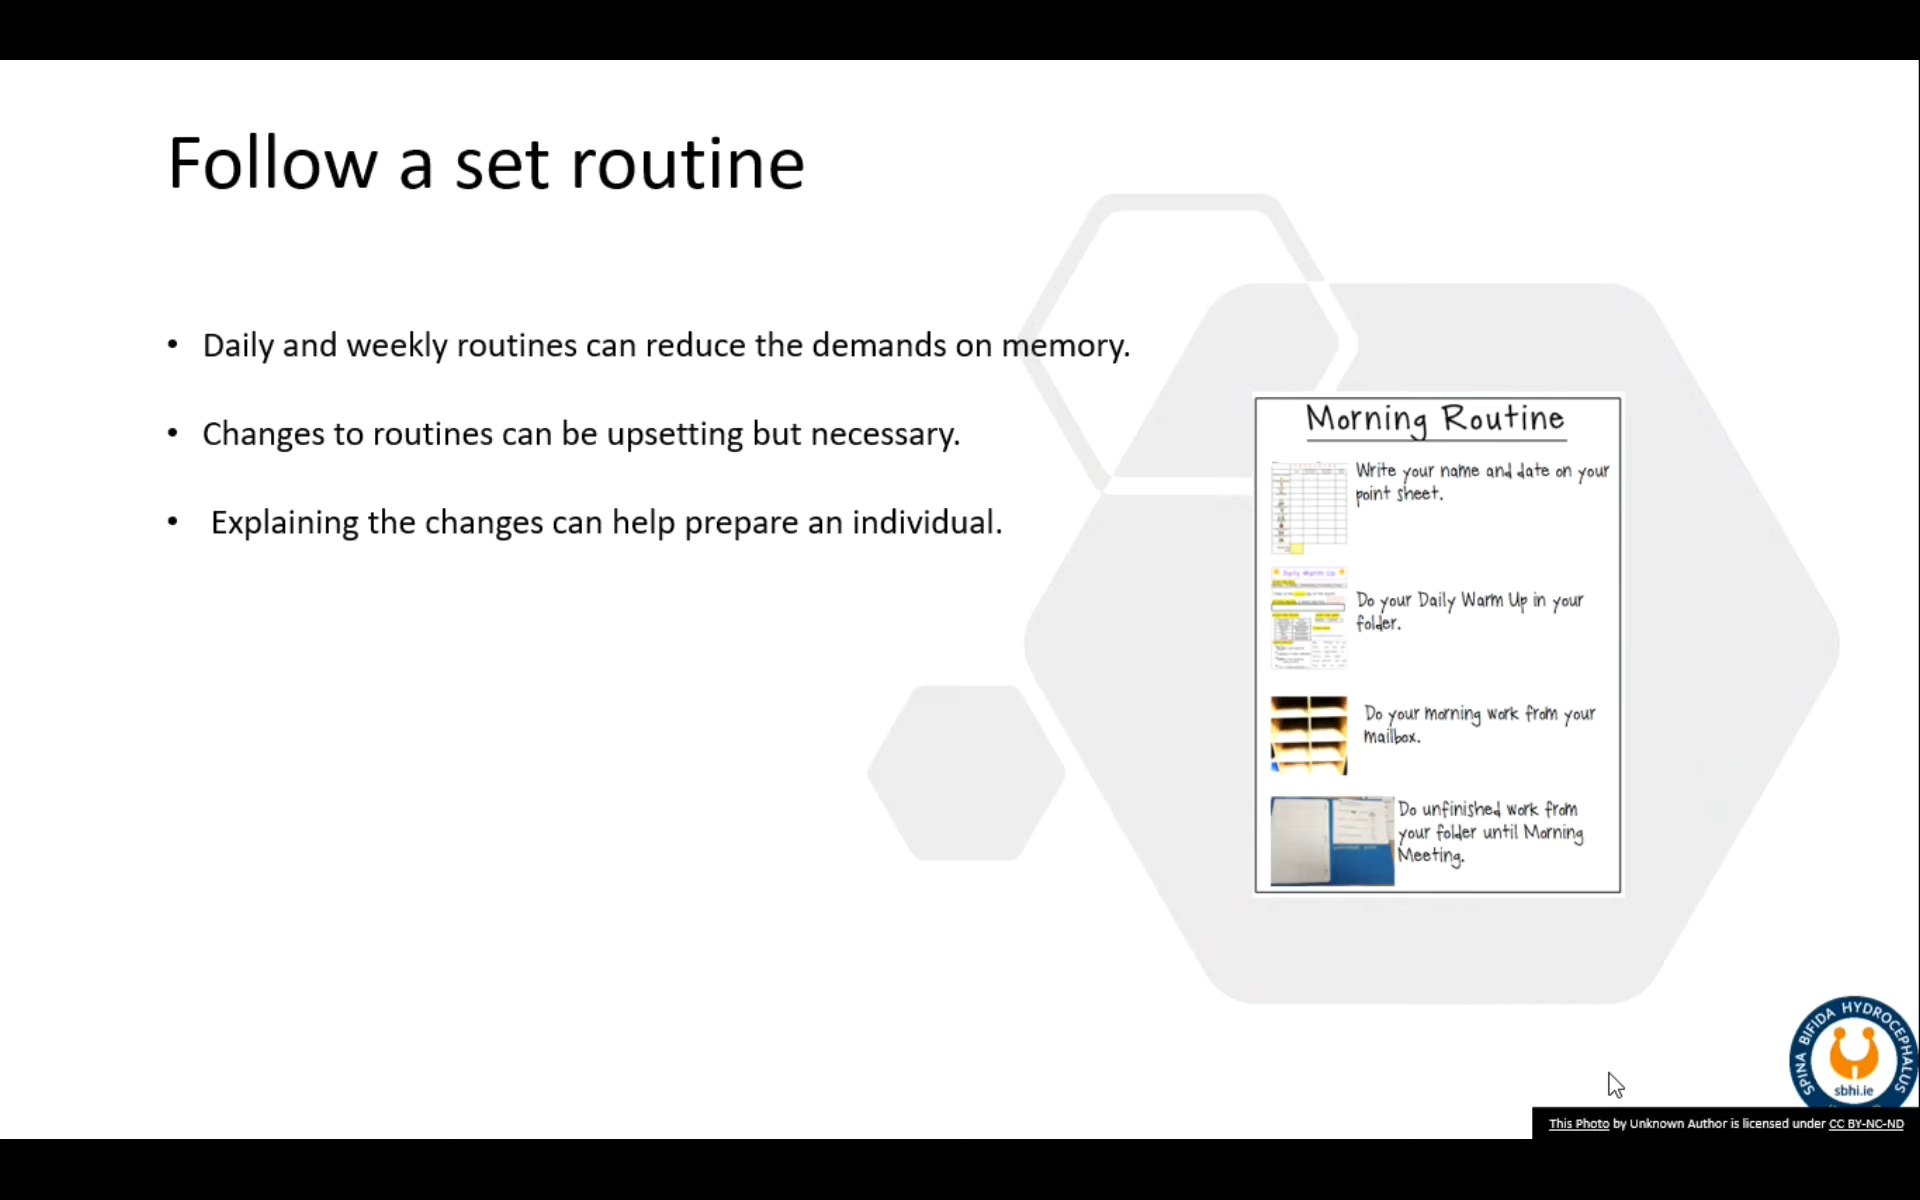 Follow a set routine
• Daily and weekly routines can reduce the demands on memory.
• Changes to routines can be upsetting but necessary.
• Explaining the changes can help prepare an individual.
Morning Routine
Write your name and date on your
point sheet.
Daily Warm Up
Do your Daily Warm Up in your
folder.
Do your morning work from your
mailbox.
Do unfinished work from
your folder until Morning
Meeting.
SPINA BIFIDA HYDROCEPHALUS
sbhi.ie
This Photo by Unknown Author is licensed under CC BY-NC-ND